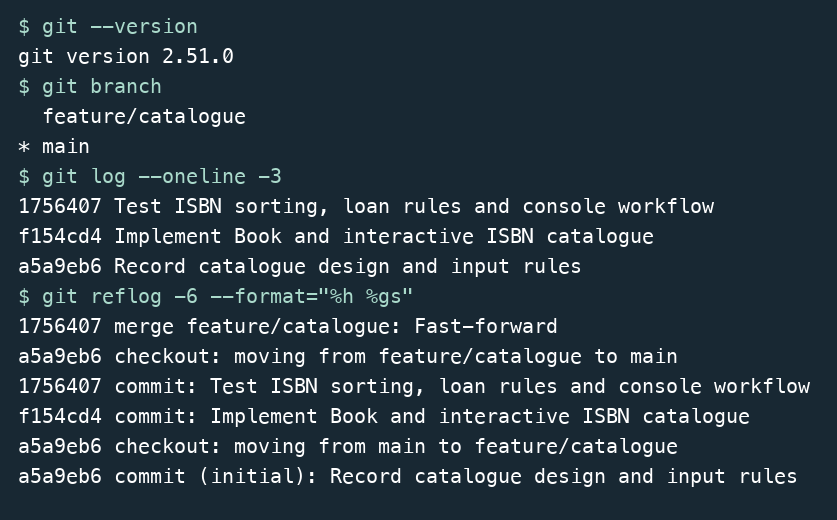 $ git --version
git version 2.51.0
$ git branch
  feature/catalogue
* main
$ git log --oneline -3
1756407 Test ISBN sorting, loan rules and console workflow
f154cd4 Implement Book and interactive ISBN catalogue
a5a9eb6 Record catalogue design and input rules
$ git reflog -6 --format="%h %gs"
1756407 merge feature/catalogue: Fast-forward
a5a9eb6 checkout: moving from feature/catalogue to main
1756407 commit: Test ISBN sorting, loan rules and console workflow
f154cd4 commit: Implement Book and interactive ISBN catalogue
a5a9eb6 checkout: moving from main to feature/catalogue
a5a9eb6 commit (initial): Record catalogue design and input rules